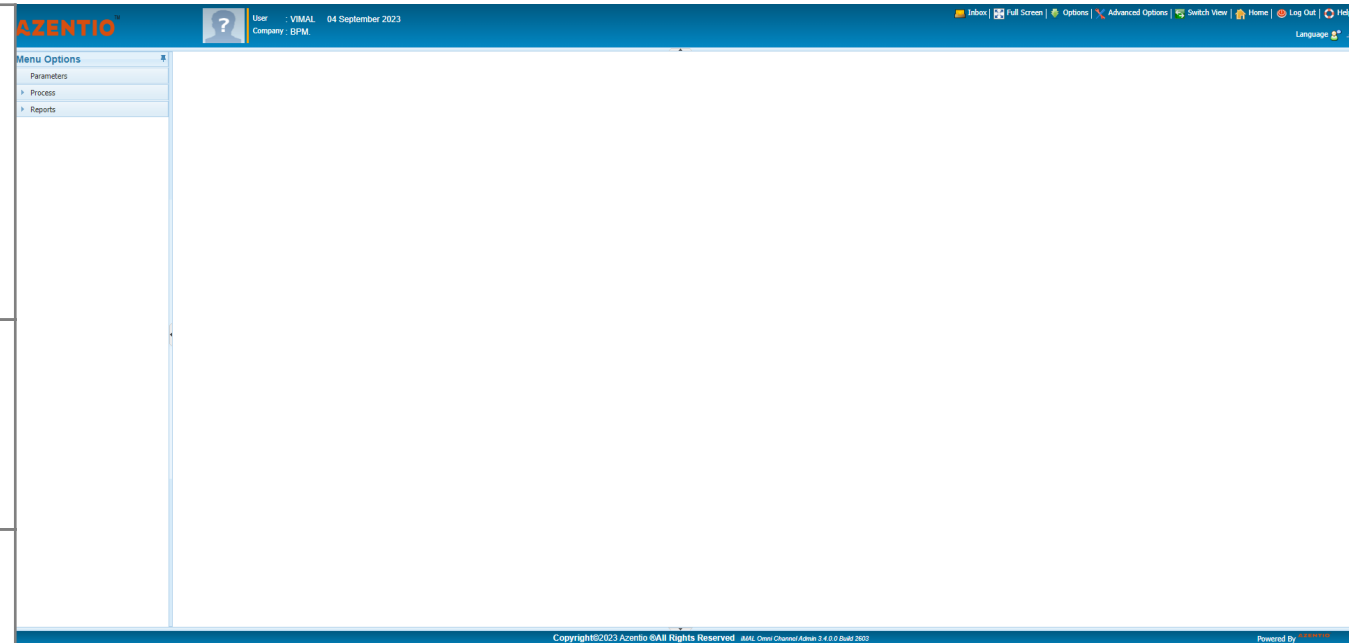 AZENTIO
User : VIMAL 04 September 2023
Company : BPM.
Inbox | Full Screen | Options | Advanced Options | Switch View | Home | Log Out | Hel
Language
Menu Options
Parameters
Process
Reports
Copyright©2023 Azentio ®All Rights Reserved iMAL Omni Channel Admin 3.4.0.0 Build 2603
Powered By AZENTIO